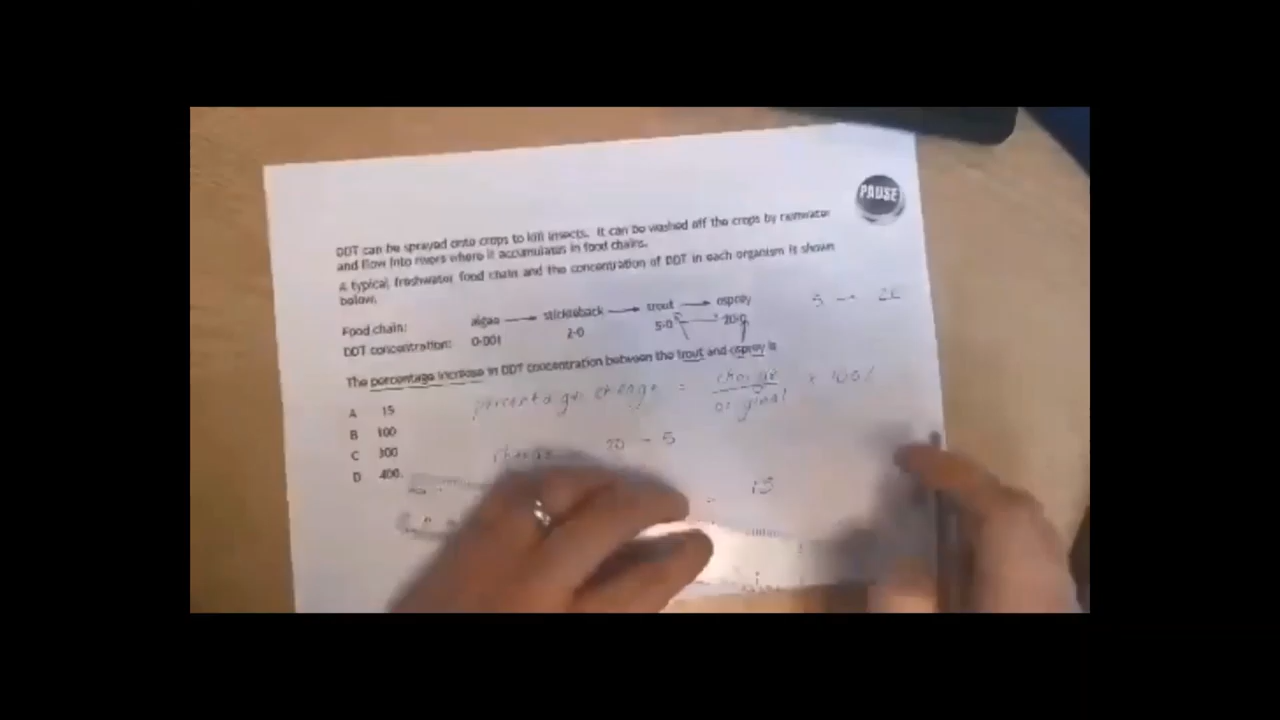 PAUSE
DDT can be sprayed onto crops to kill insects. It can be washed off the crops by rainwater
and flow into rivers where it accumulates in food chains.
A typical freshwater food chain and the concentration of DDT in each organism is shown
below.
Food chain: algae → stickleback → trout → osprey
DDT concentration: 0·001 2·0 5·0 20·0
5 → 20
The percentage increase in DDT concentration between the trout and osprey is
A 15
B 100
C 300
D 400.
percentage change = change / original × 100%
change 20 - 5
= 15